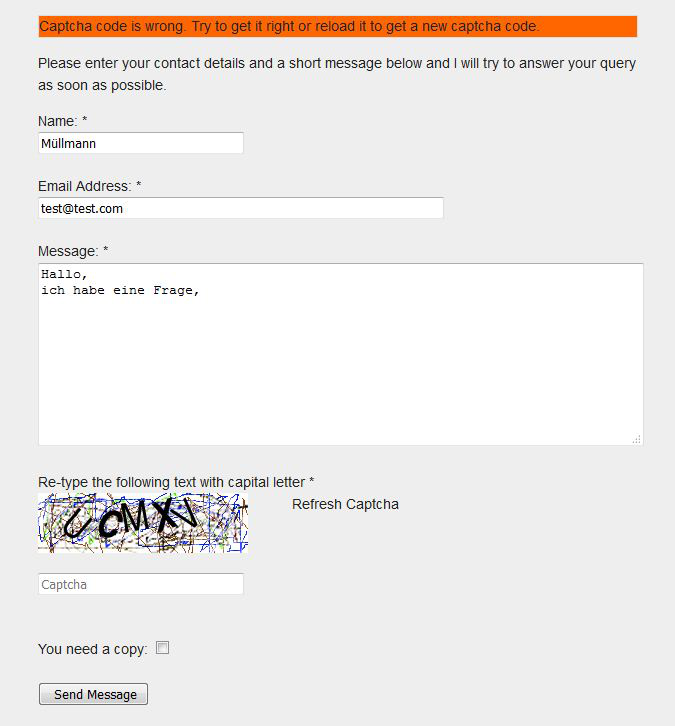 Captcha code is wrong. Try to get it right or reload it to get a new captcha code.
Please enter your contact details and a short message below and I will try to answer your query
as soon as possible.
Name: *
Müllmann
Email Address: *
test@test.com
Message: *
Hallo,
ich habe eine Frage,
Re-type the following text with capital letter *
Refresh Captcha
Captcha
You need a copy:
Send Message